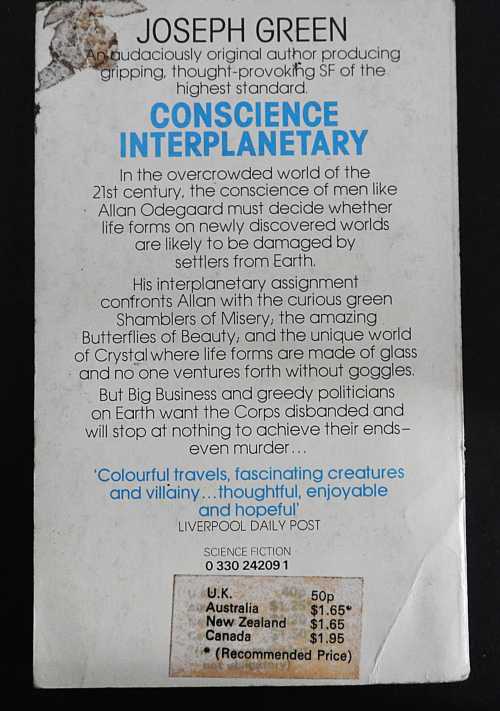 JOSEPH GREEN
An audaciously original author producing
gripping, thought-provoking SF of the
highest standard.
CONSCIENCE
INTERPLANETARY
In the overcrowded world of the
21st century, the conscience of men like
Allan Odegaard must decide whether
life forms on newly discovered worlds
are likely to be damaged by
settlers from Earth.
His interplanetary assignment
confronts Allan with the curious green
Shamblers of Misery, the amazing
Butterflies of Beauty, and the unique world
of Crystal where life forms are made of glass
and no one ventures forth without goggles.
But Big Business and greedy politicians
on Earth want the Corps disbanded and
will stop at nothing to achieve their ends–
even murder...
‘Colourful travels, fascinating creatures
and villainy...thoughtful, enjoyable
and hopeful’
LIVERPOOL DAILY POST
SCIENCE FICTION
0 330 24209 1
U.K. 50p
Australia $1.65*
New Zealand $1.65
Canada $1.95
* (Recommended Price)